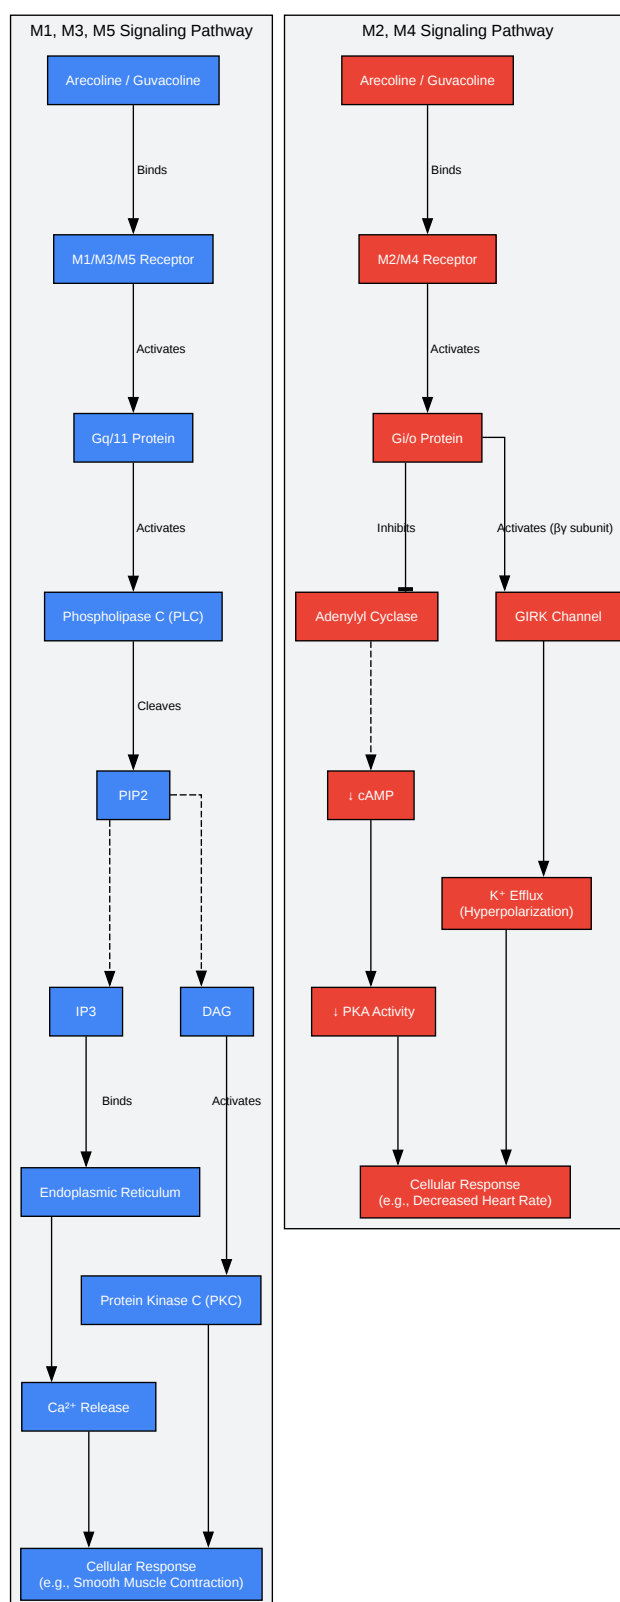 M1, M3, M5 Signaling Pathway
Arecoline / Guvacoline
Binds
M1/M3/M5 Receptor
Activates
Gq/11 Protein
Activates
Phospholipase C (PLC)
Cleaves
PIP2
IP3
DAG
Binds
Activates
Endoplasmic Reticulum
Protein Kinase C (PKC)
Ca²⁺ Release
Cellular Response
(e.g., Smooth Muscle Contraction)
M2, M4 Signaling Pathway
Arecoline / Guvacoline
Binds
M2/M4 Receptor
Activates
Gi/o Protein
Inhibits
Activates (βγ subunit)
Adenylyl Cyclase
GIRK Channel
↓ cAMP
K⁺ Efflux
(Hyperpolarization)
↓ PKA Activity
Cellular Response
(e.g., Decreased Heart Rate)